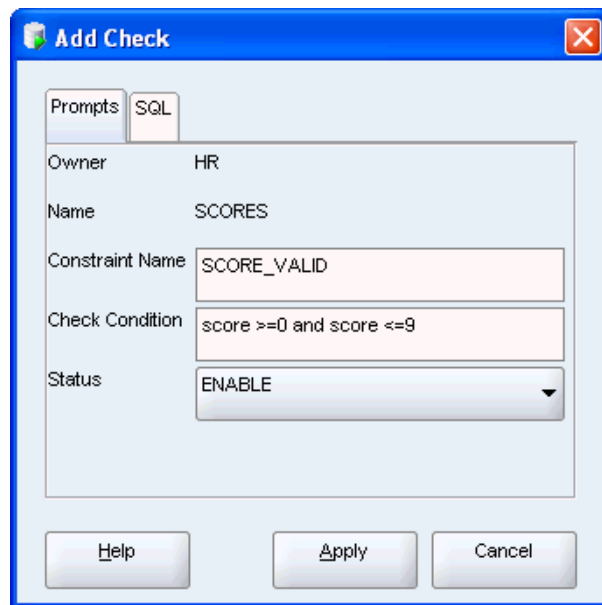 Add Check
Prompts SQL
Owner HR
Name SCORES
Constraint Name SCORE_VALID
Check Condition score >=0 and score <=9
Status ENABLE
Help Apply Cancel